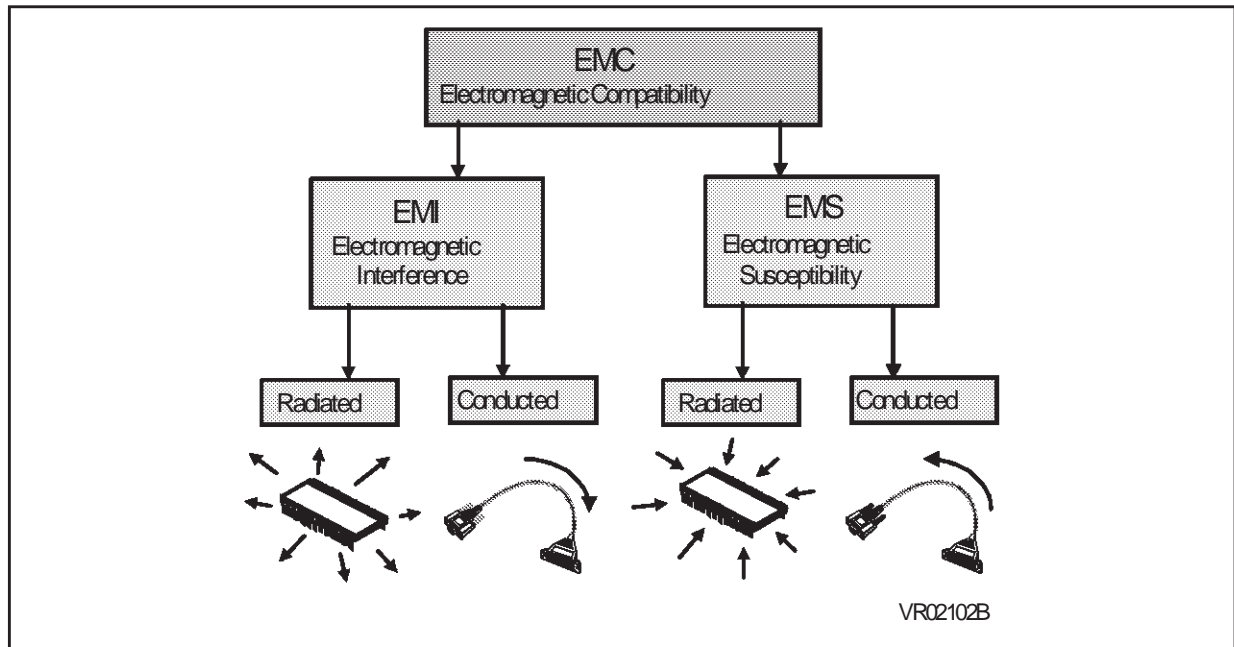 EMC
Electromagnetic Compatibility
EMI
Electromagnetic
Interference
EMS
Electromagnetic
Susceptibility
Radiated
Conducted
Radiated
Conducted
VR02102B